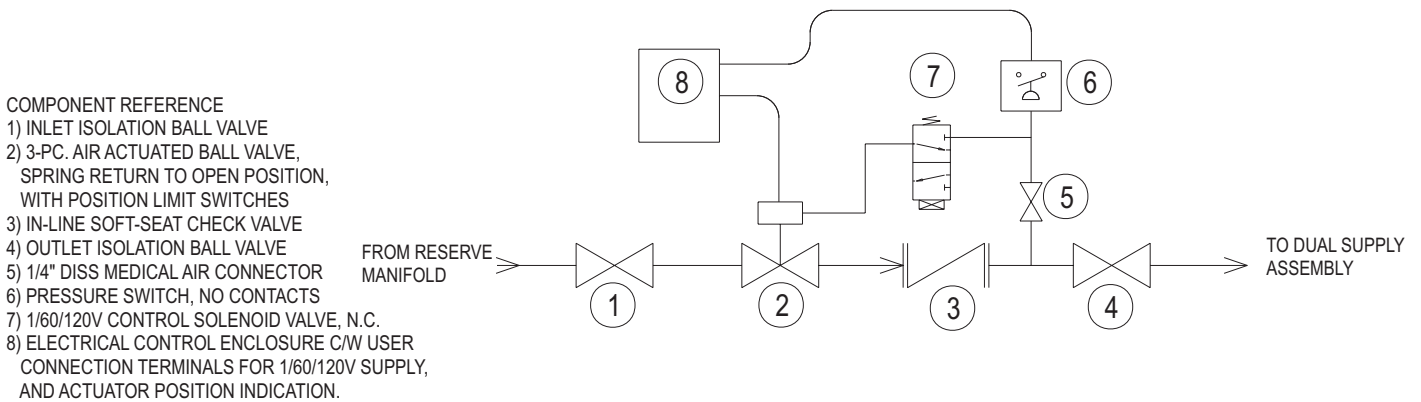 COMPONENT REFERENCE
1) INLET ISOLATION BALL VALVE
2) 3-PC. AIR ACTUATED BALL VALVE,
SPRING RETURN TO OPEN POSITION,
WITH POSITION LIMIT SWITCHES
3) IN-LINE SOFT-SEAT CHECK VALVE
4) OUTLET ISOLATION BALL VALVE
5) 1/4" DISS MEDICAL AIR CONNECTOR
6) PRESSURE SWITCH, NO CONTACTS
7) 1/60/120V CONTROL SOLENOID VALVE, N.C.
8) ELECTRICAL CONTROL ENCLOSURE C/W USER
CONNECTION TERMINALS FOR 1/60/120V SUPPLY,
AND ACTUATOR POSITION INDICATION.
8
7
6
5
FROM RESERVE
MANIFOLD
TO DUAL SUPPLY
ASSEMBLY
1
2
3
4